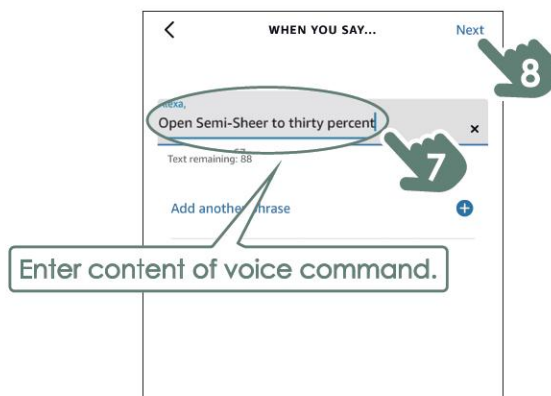 WHEN YOU SAY...
Next
8
Alexa,
Open Semi-Sheer to thirty percent
×
7
Text remaining: 88
Add another phrase
Enter content of voice command.